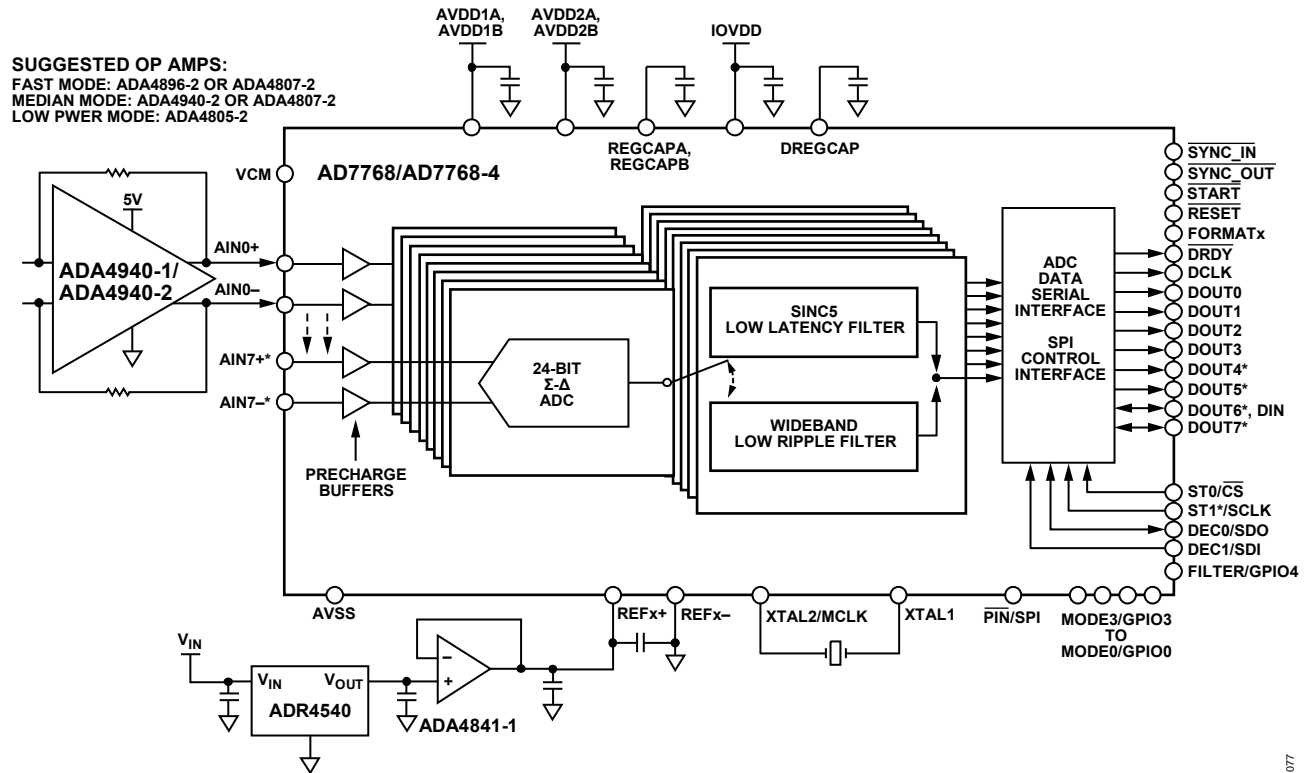 AVDD1A,
AVDD1B
AVDD2A,
AVDD2B
IOVDD
SUGGESTED OP AMPS:
FAST MODE: ADA4896-2 OR ADA4807-2
MEDIAN MODE: ADA4940-2 OR ADA4807-2
LOW PWER MODE: ADA4805-2
REGCAPA,
REGCAPB
DREGCAP
VCM
AD7768/AD7768-4
SYNC_IN
SYNC_OUT
START
RESET
FORMATx
DRDY
DCLK
DOUT0
DOUT1
DOUT2
DOUT3
DOUT4*
DOUT5*
DOUT6*, DIN
DOUT7*
ST0/CS
ST1*/SCLK
DEC0/SDO
DEC1/SDI
FILTER/GPIO4
5V
ADA4940-1/
ADA4940-2
AIN0+
AIN0–
AIN7+*
AIN7–*
PRECHARGE
BUFFERS
24-BIT
Σ-Δ
ADC
SINC5
LOW LATENCY FILTER
WIDEBAND
LOW RIPPLE FILTER
ADC
DATA
SERIAL
INTERFACE
SPI
CONTROL
INTERFACE
AVSS
REFx+
REFx–
XTAL2/MCLK
XTAL1
PIN/SPI
MODE3/GPIO3
TO
MODE0/GPIO0
VIN
VIN
VOUT
ADR4540
–
+
ADA4841-1
077